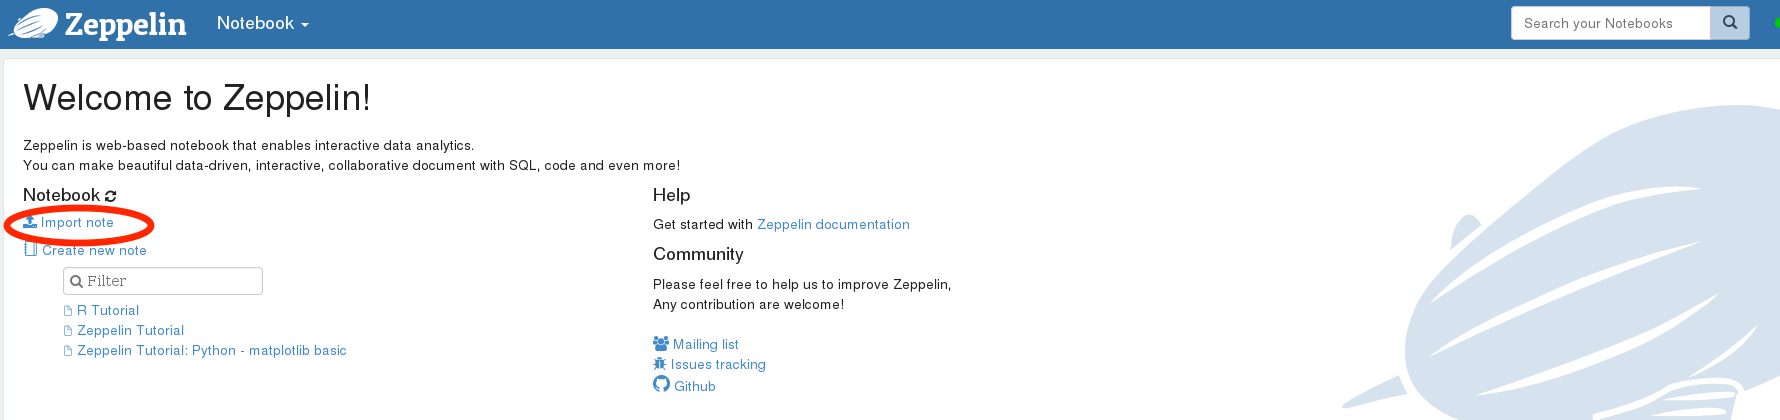 Zeppelin Notebook Search your Notebooks
Welcome to Zeppelin!
Zeppelin is web-based notebook that enables interactive data analytics.
You can make beautiful data-driven, interactive, collaborative document with SQL, code and even more!
Notebook
Import note
Create new note
Filter
R Tutorial
Zeppelin Tutorial
Zeppelin Tutorial: Python - matplotlib basic
Help
Get started with Zeppelin documentation
Community
Please feel free to help us to improve Zeppelin,
Any contribution are welcome!
Mailing list
Issues tracking
Github